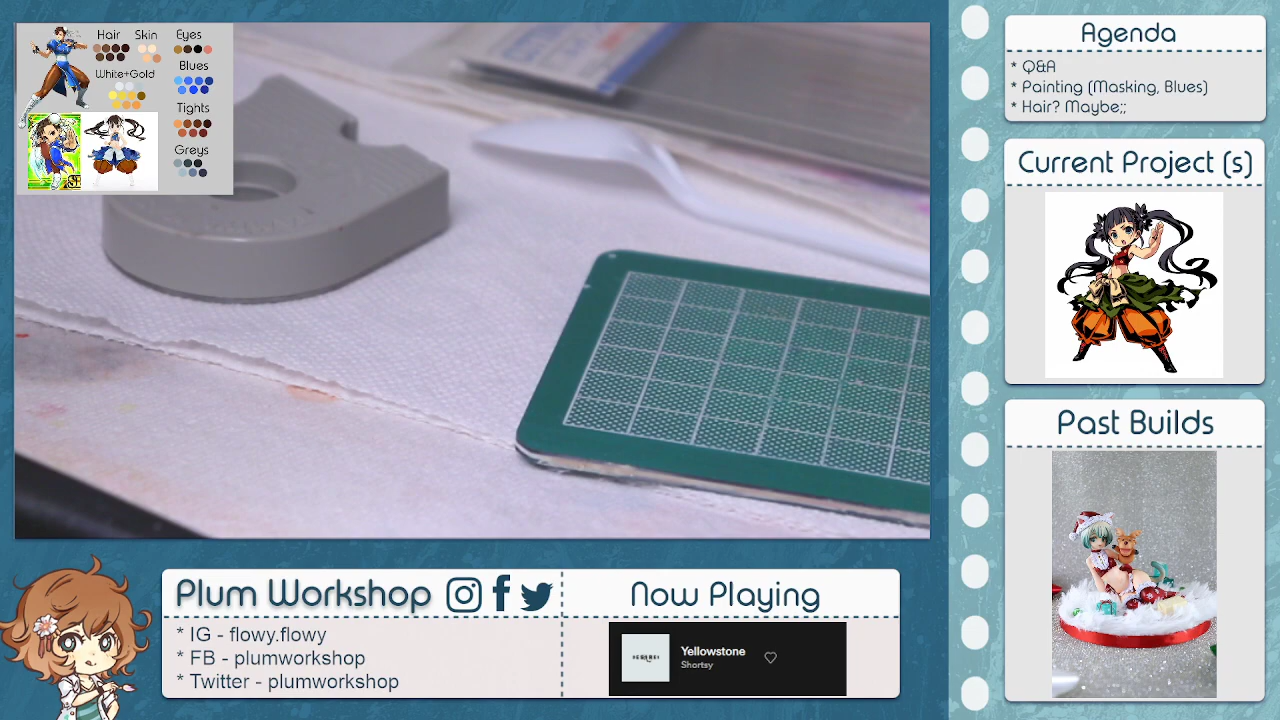 Hair Skin Eyes
White+Gold
Blues
Tights
Greys
Agenda
* Q&A
* Painting (Masking, Blues)
* Hair? Maybe;;
Current Project (s)
Past Builds
Plum Workshop
* IG - flowy.flowy
* FB - plumworkshop
* Twitter - plumworkshop
Now Playing
Yellowstone
Shortsy